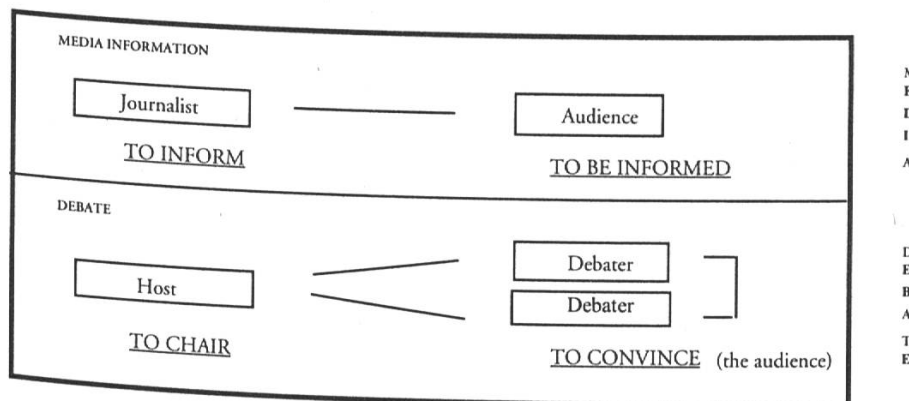 MEDIA INFORMATION
Journalist
Audience
TO INFORM
TO BE INFORMED
DEBATE
Host
Debater
Debater
TO CHAIR
TO CONVINCE (the audience)
M
E
D
I
A
D
E
B
A
T
E